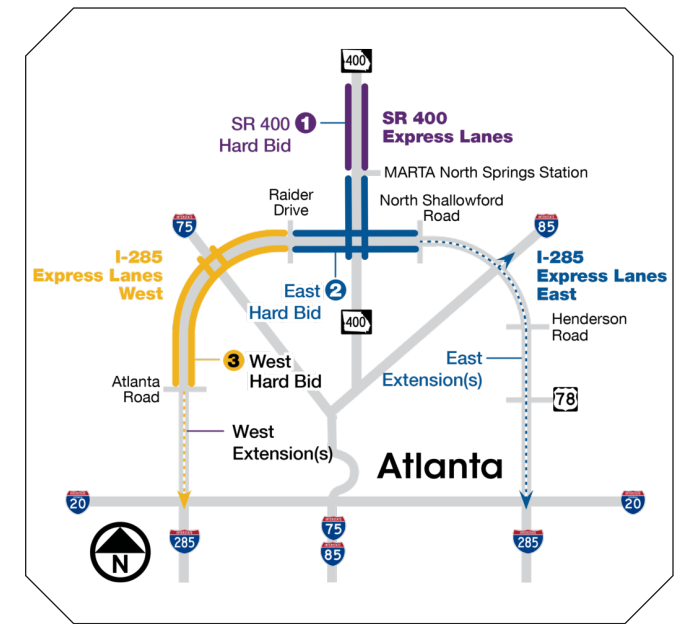 400
SR 400 1
Hard Bid
SR 400
Express Lanes
MARTA North Springs Station
Raider
Drive
North Shallowford
Road
75
85
I-285
Express Lanes
West
I-285
Express Lanes
East
East 2
Hard Bid
400
Henderson
Road
3 West
Hard Bid
East
Extension(s)
Atlanta
Road
78
West
Extension(s)
Atlanta
20
20
N
285
75
85
285